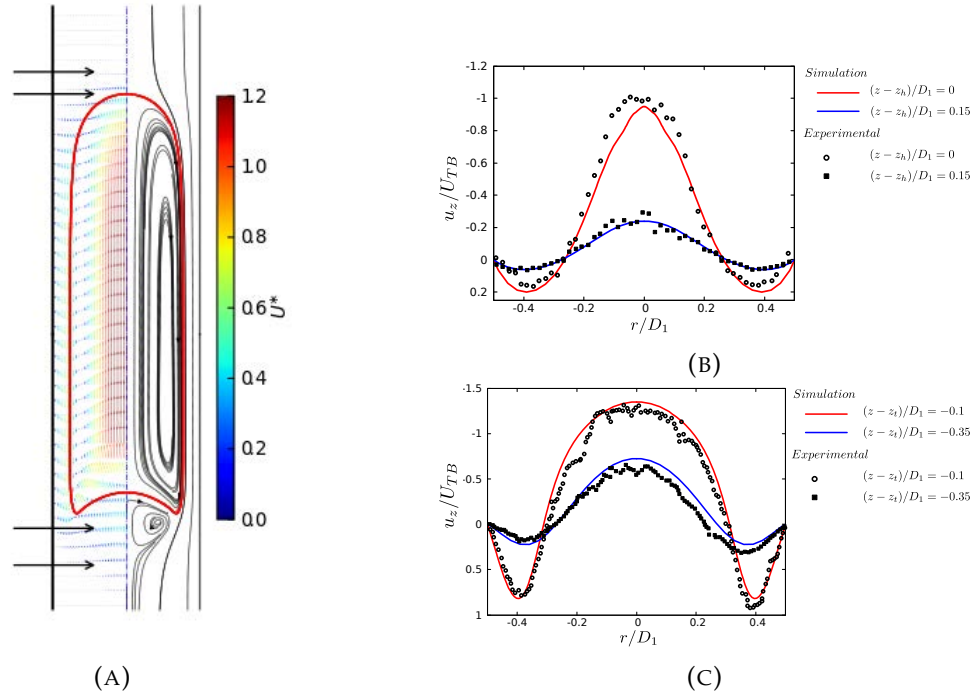 1.2
1.0
0.8
0.6
0.4
0.2
0.0
U*
(A)
-1.2
-1
-0.8
-0.6
-0.4
-0.2
0
0.2
u_z/U_{TB}
-0.4 -0.2 0 0.2 0.4
r/D_1
Simulation
(z − z_h)/D_1 = 0
(z − z_h)/D_1 = 0.15
Experimental
(z − z_h)/D_1 = 0
(z − z_h)/D_1 = 0.15
(B)
-1.5
-1
-0.5
0
0.5
1
u_z/U_{TB}
-0.4 -0.2 0 0.2 0.4
r/D_1
Simulation
(z − z_t)/D_1 = −0.1
(z − z_t)/D_1 = −0.35
Experimental
(z − z_t)/D_1 = −0.1
(z − z_t)/D_1 = −0.35
(C)